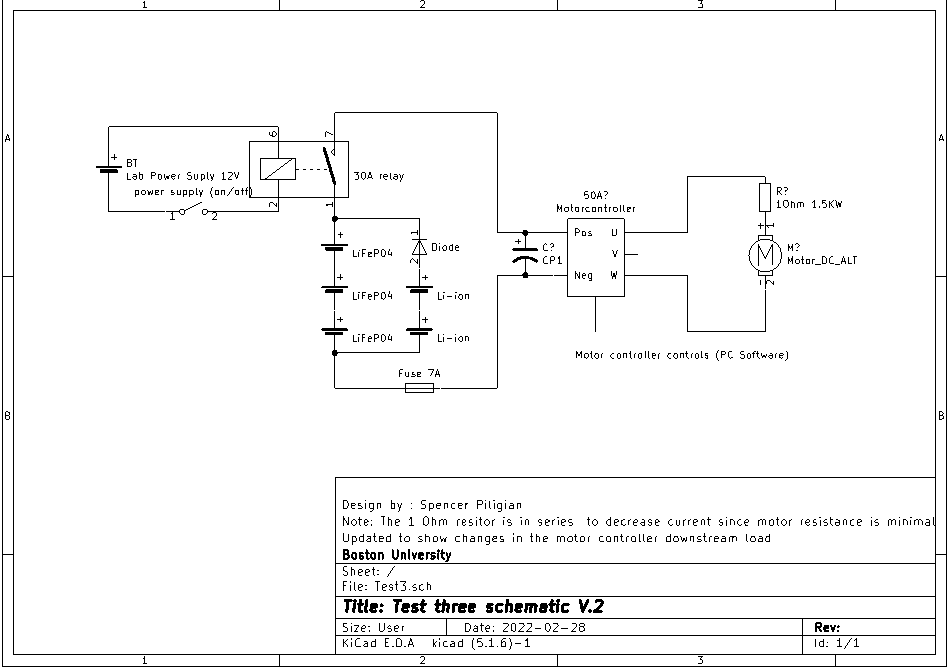 1 2 3
A A
6 7
BT
+
Lab Power Suply 12V
power supply (on/off)
1 2
2 1
30A relay
+ LiFePO4
+ LiFePO4
+ LiFePO4
1 2
Diode
+ Li-ion
+ Li-ion
Fuse 7A
+ C?
CP1
50A?
Motorcontroller
Pos U
V
Neg W
R?
1Ohm 1.5KW
+ 1
M
M?
Motor_DC_ALT
- 2
Motor controller controls (PC Software)
B B
Design by : Spencer Piligian
Note: The 1 Ohm resitor is in series to decrease current since motor resistance is minimal
Updated to show changes in the motor controller downstream load
Boston University
Sheet: /
File: Test3.sch
Title: Test three schematic V.2
Size: User Date: 2022-02-28 Rev:
KiCad E.D.A kicad (5.1.6)-1 Id: 1/1
1 2 3